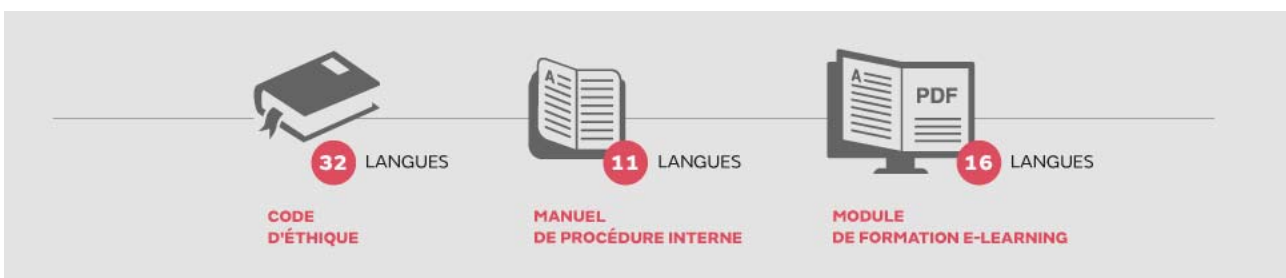 A
A
PDF
32 LANGUES
11 LANGUES
16 LANGUES
CODE
D'ÉTHIQUE
MANUEL
DE PROCÉDURE INTERNE
MODULE
DE FORMATION E-LEARNING